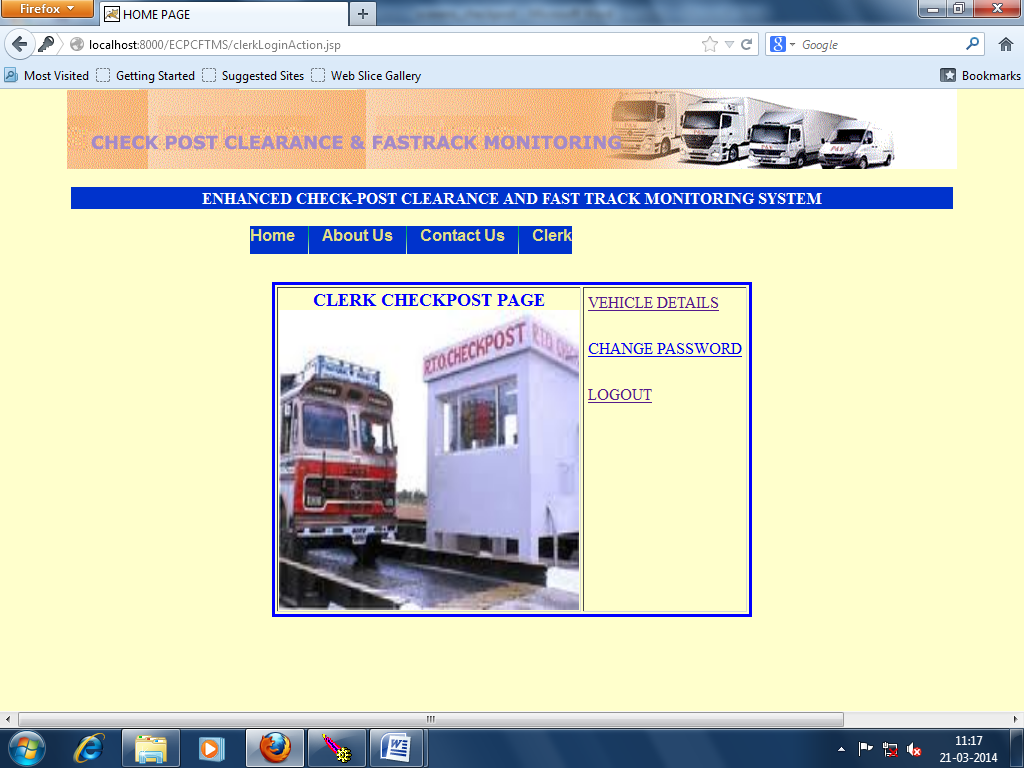 Firefox
HOME PAGE
localhost:8000/ECPCFTMS/clerkLoginAction.jsp
Google
Most Visited
Getting Started
Suggested Sites
Web Slice Gallery
Bookmarks
CHECK POST CLEARANCE & FASTRACK MONITORING
ENHANCED CHECK-POST CLEARANCE AND FAST TRACK MONITORING SYSTEM
Home
About Us
Contact Us
Clerk
CLERK CHECKPOST PAGE
VEHICLE DETAILS
R.T.O.CHECKPOST
CHANGE PASSWORD
LOGOUT
11:17
21-03-2014